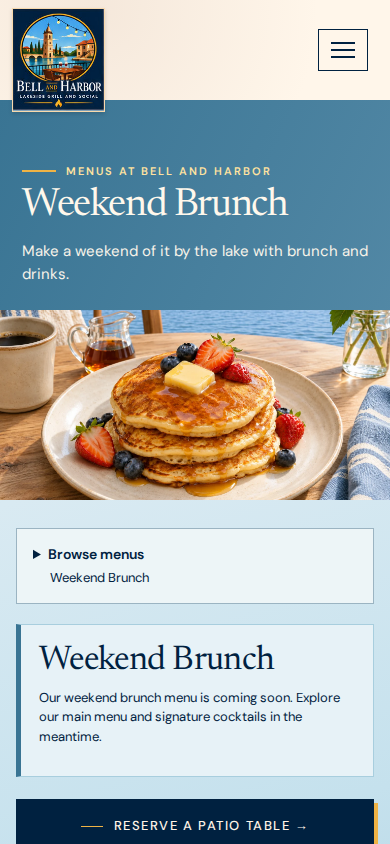 BELL AND HARBOR
LAKESIDE GRILL AND SOCIAL
MENUS AT BELL AND HARBOR
Weekend Brunch
Make a weekend of it by the lake with brunch and
drinks.
Browse menus
Weekend Brunch
Weekend Brunch
Our weekend brunch menu is coming soon. Explore
our main menu and signature cocktails in the
meantime.
RESERVE A PATIO TABLE →